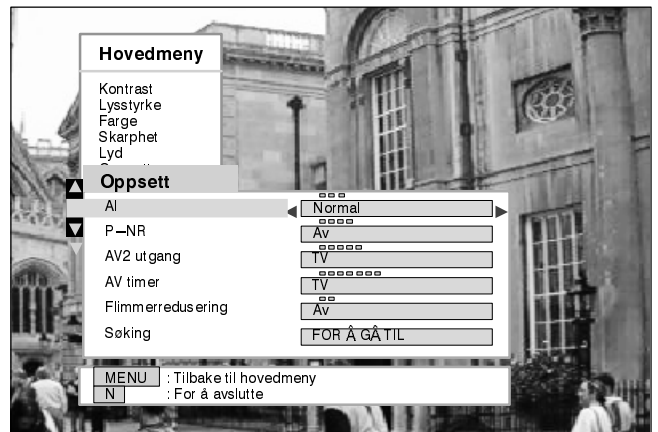 Hovedmeny
Kontrast
Lysstyrke
Farge
Skarphet
Lyd
Oppsett
AI Normal
P–NR Av
AV2 utgang TV
AV timer TV
Flimmerredusering Av
Søking FOR Å GÅ TIL
MENU : Tilbake til hovedmeny
N : For å avslutte